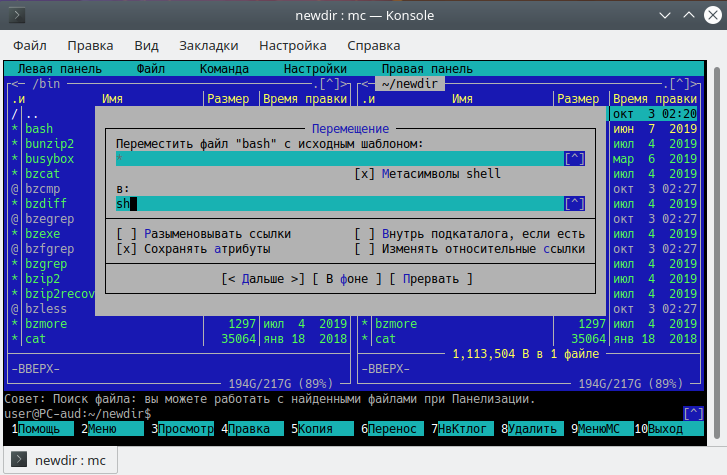 newdir : mc — Konsole
Файл Правка Вид Закладки Настройка Справка
Левая панель Файл Команда Настройки Правая панель
<— /bin .[^]> <— ~/newdir .[^]>
.и Имя Размер Время правки .и Имя Размер Время правки
/ .. окт 3 02:20
* bash июн 7 2019
* bunzip2 июл 4 2019
* busybox мар 6 2019
* bzcat июл 4 2019
@ bzcmp окт 3 02:27
* bzdiff июл 4 2019
@ bzegrep окт 3 02:27
* bzexe июл 4 2019
@ bzfgrep окт 3 02:27
* bzgrep июл 4 2019
* bzip2 июл 4 2019
* bzip2recov июл 4 2019
@ bzless окт 3 02:27
* bzmore 1297 июл 4 2019 * bzmore 1297 июл 4 2019
* cat 35064 янв 18 2018 * cat 35064 янв 18 2018
Перемещение
Переместить файл "bash" с исходным шаблоном:
* [^]
[x] Метасимволы shell
в:
sh [^]
[ ] Разыменовывать ссылки [ ] Внутрь подкаталога, если есть
[x] Сохранять атрибуты [ ] Изменять относительные ссылки
[< Дальше >] [ В фоне ] [ Прервать ]
1,113,504 B в 1 файле
-ВВЕРХ- -ВВЕРХ-
194G/217G (89%) 194G/217G (89%)
Совет: Поиск файла: вы можете работать с найденными файлами при Панелизации.
user@PC-aud:~/newdir$ [^]
1Помощь 2Меню 3Просмотр 4Правка 5Копия 6Перенос 7НвКтлог 8Удалить 9МенюMC 10Выход
newdir : mc